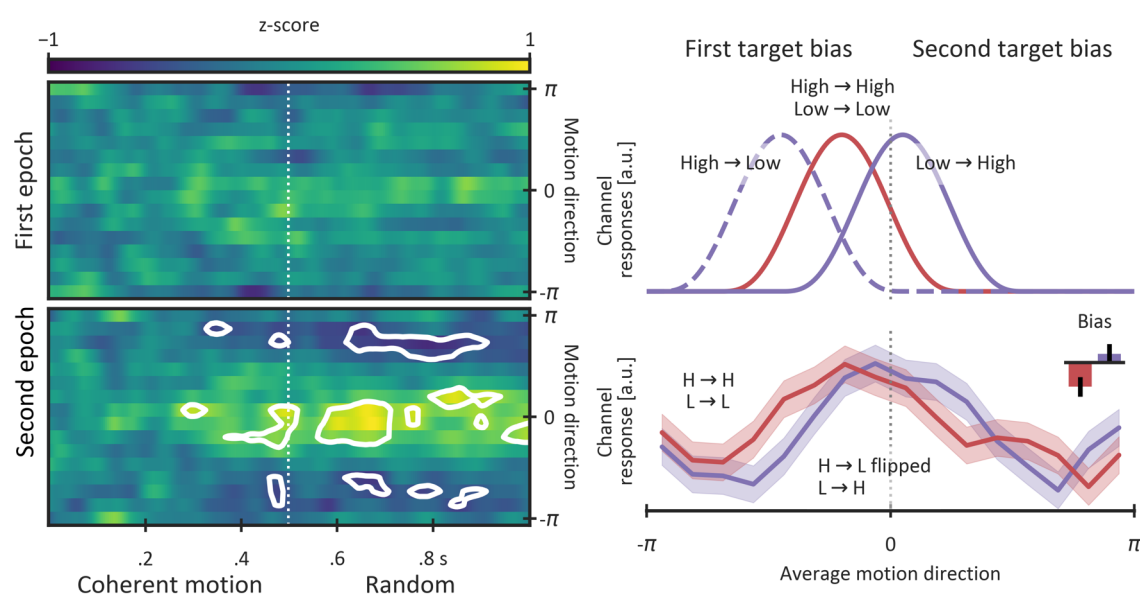 z-score
−1
1
First epoch
π
0
-π
Motion direction
Second epoch
π
0
-π
Motion direction
.2
.4
.6
.8 s
Coherent motion
Random
First target bias
Second target bias
High → High
Low → Low
High → Low
Low → High
Channel
responses [a.u.]
Bias
H → H
L → L
H → L flipped
L → H
Channel
response [a.u.]
-π
0
π
Average motion direction